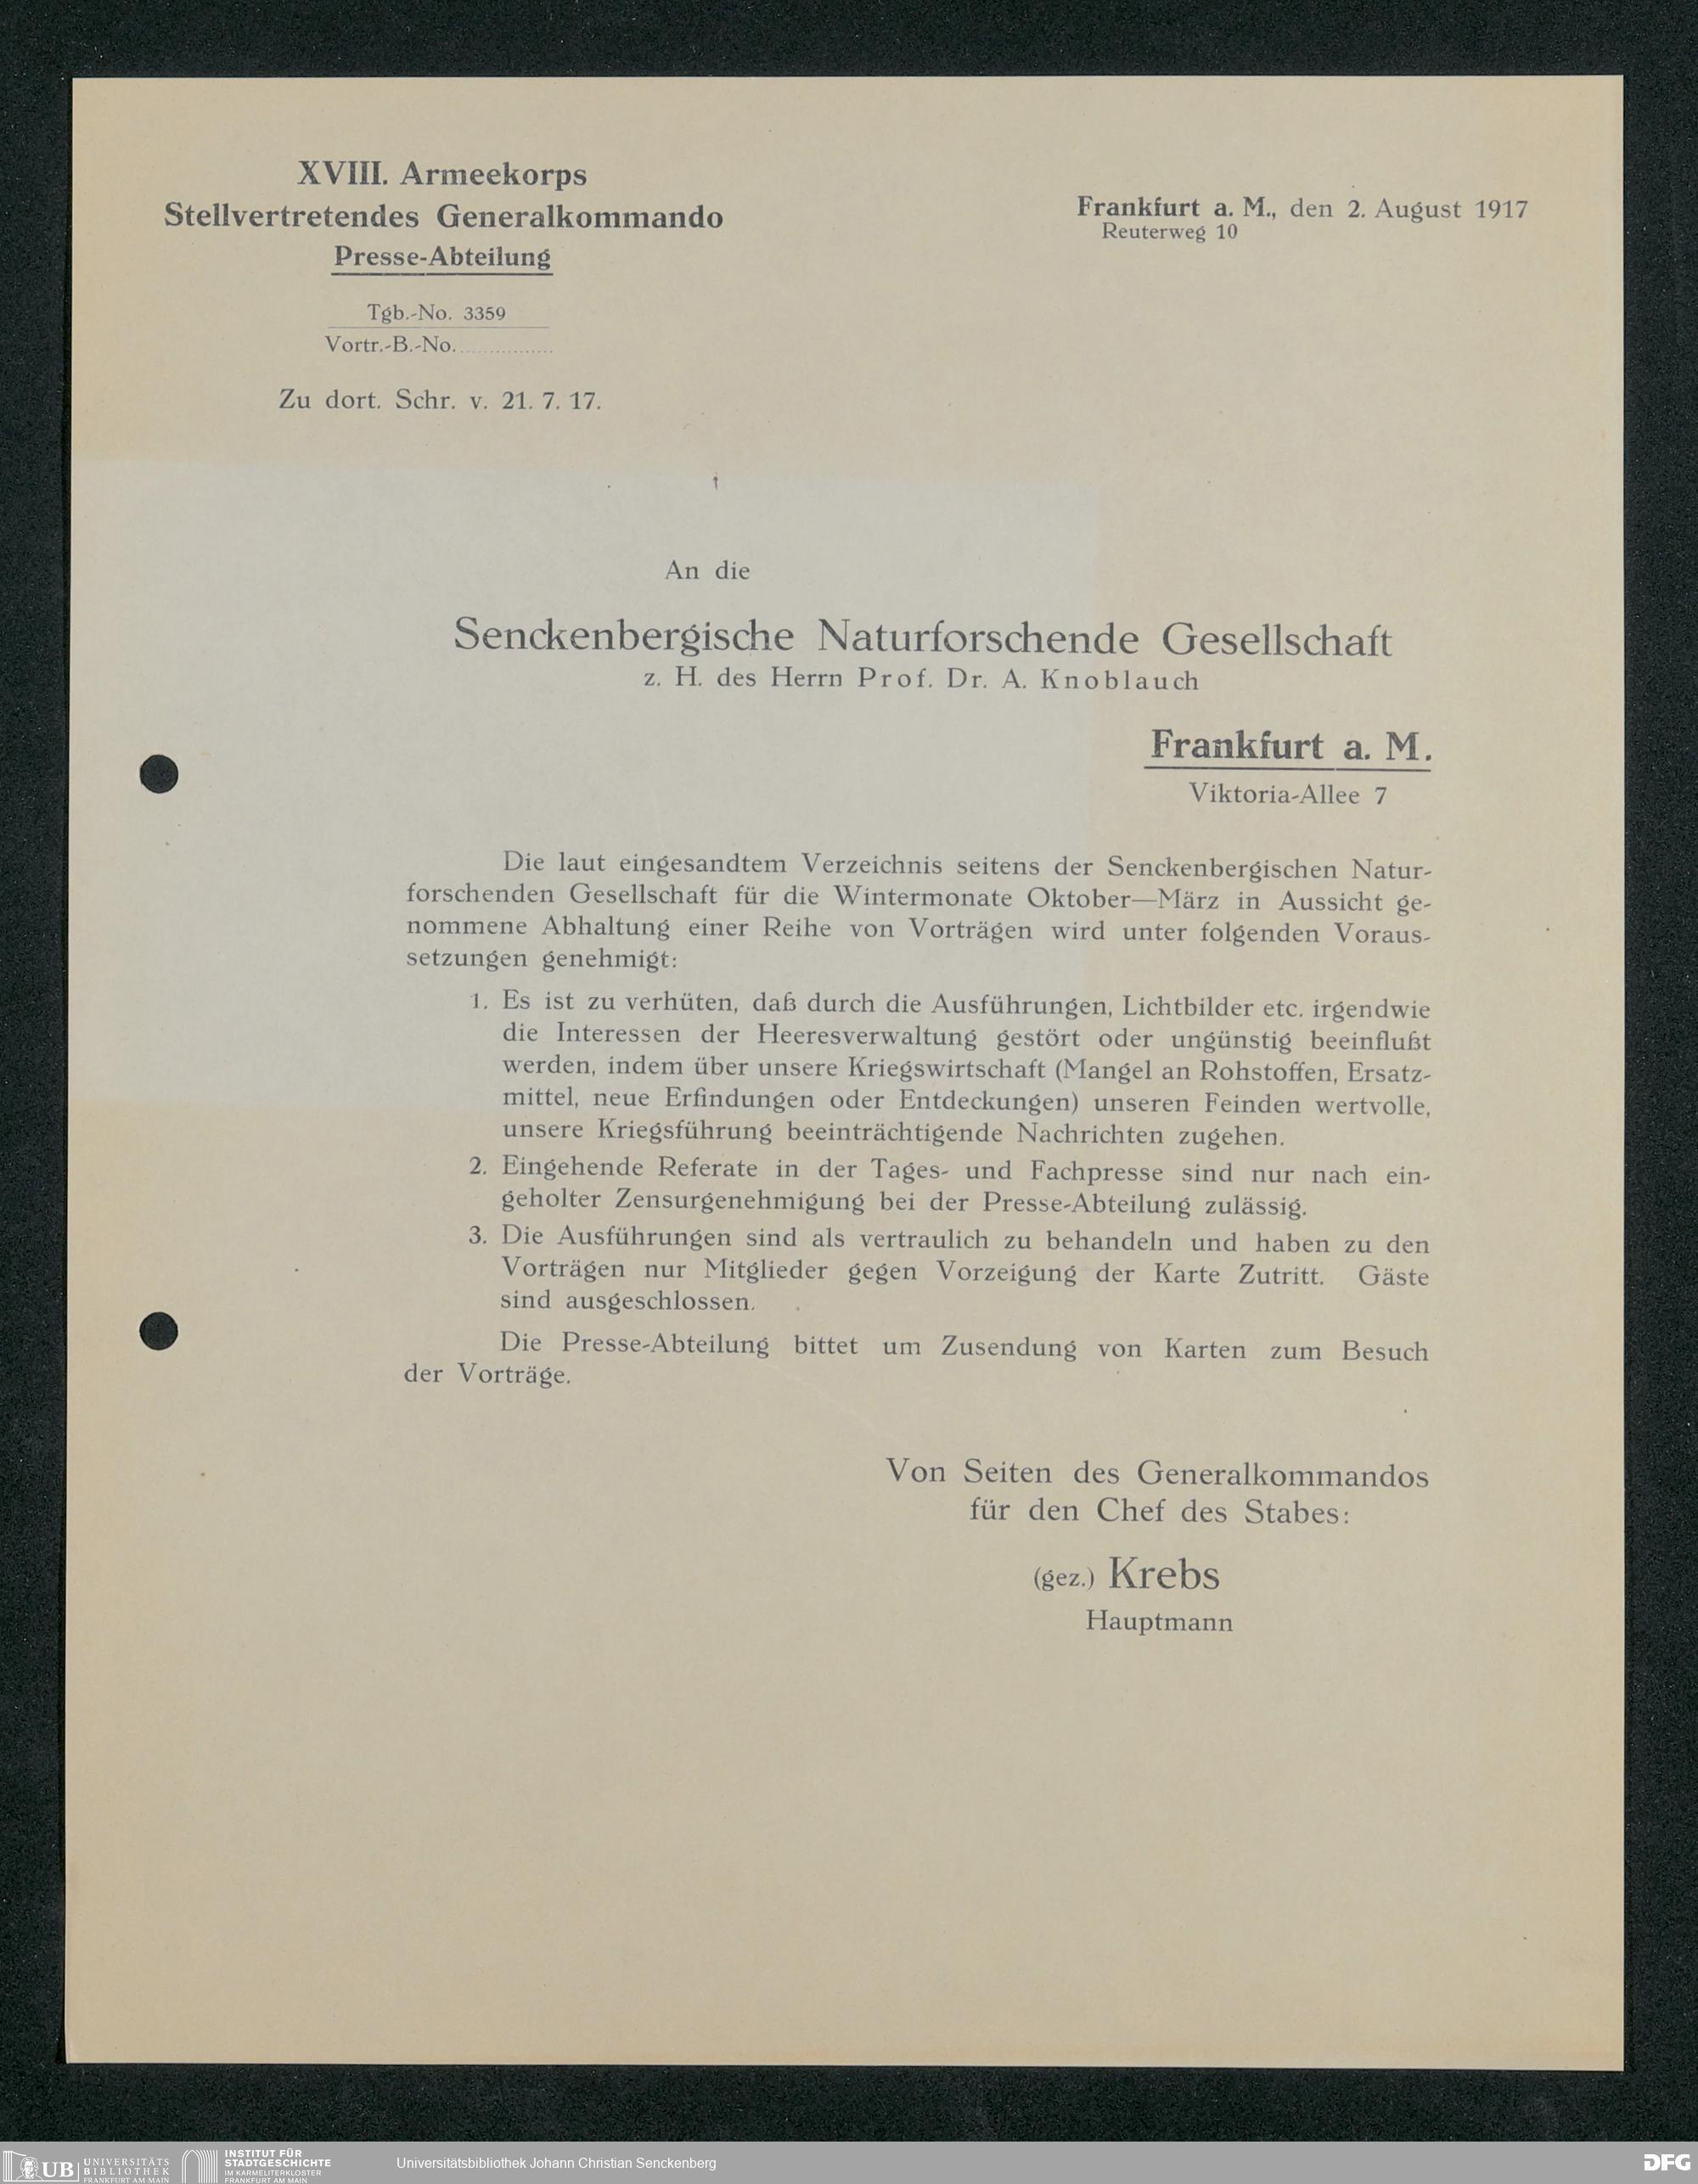 XVIII. Armeekorps
Stellvertretendes Generalkommando
Presse-Abteilung
Tgb.-No. 3359
Vortr.-B.-No.................
Zu dort. Schr. v. 21. 7. 17.
Frankfurt a. M., den 2. August 1917
Reuterweg 10
An die
Senckenbergische Naturforschende Gesellschaft
z. H. des Herrn Prof. Dr. A. Knoblauch
Frankfurt a. M.
Viktoria-Allee 7
Die laut eingesandtem Verzeichnis seitens der Senckenbergischen Natur-
forschenden Gesellschaft für die Wintermonate Oktober—März in Aussicht ge-
nommene Abhaltung einer Reihe von Vorträgen wird unter folgenden Voraus-
setzungen genehmigt:
1. Es ist zu verhüten, daß durch die Ausführungen, Lichtbilder etc. irgendwie
die Interessen der Heeresverwaltung gestört oder ungünstig beeinflußt
werden, indem über unsere Kriegswirtschaft (Mangel an Rohstoffen, Ersatz-
mittel, neue Erfindungen oder Entdeckungen) unseren Feinden wertvolle,
unsere Kriegsführung beeinträchtigende Nachrichten zugehen.
2. Eingehende Referate in der Tages- und Fachpresse sind nur nach ein-
geholter Zensurgenehmigung bei der Presse-Abteilung zulässig.
3. Die Ausführungen sind als vertraulich zu behandeln und haben zu den
Vorträgen nur Mitglieder gegen Vorzeigung der Karte Zutritt. Gäste
sind ausgeschlossen.
Die Presse-Abteilung bittet um Zusendung von Karten zum Besuch
der Vorträge.
Von Seiten des Generalkommandos
für den Chef des Stabes:
(gez.) Krebs
Hauptmann
UB UNIVERSITÄTS
BIBLIOTHEK
FRANKFURT AM MAIN
INSTITUT FÜR
STADTGESCHICHTE
IM KARMELITERKLOSTER
FRANKFURT AM MAIN
Universitätsbibliothek Johann Christian Senckenberg
DFG